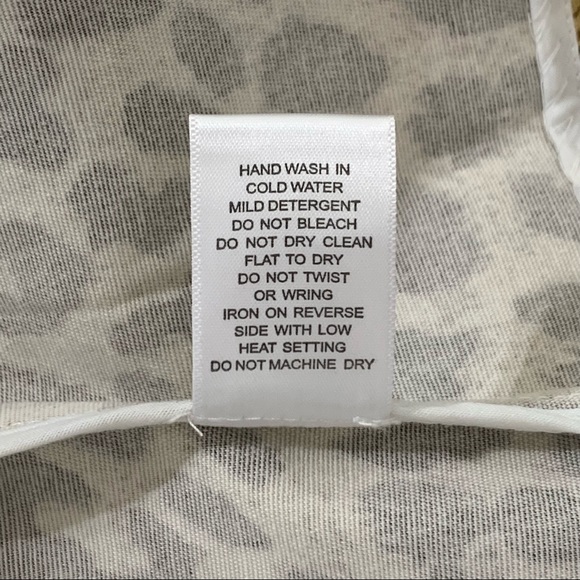 HAND WASH IN
COLD WATER
MILD DETERGENT
DO NOT BLEACH
DO NOT DRY CLEAN
FLAT TO DRY
DO NOT TWIST
OR WRING
IRON ON REVERSE
SIDE WITH LOW
HEAT SETTING
DO NOT MACHINE DRY